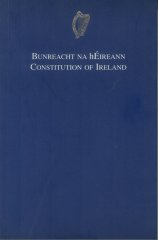 BUNREACHT NA hÉIREANN
CONSTITUTION OF IRELAND